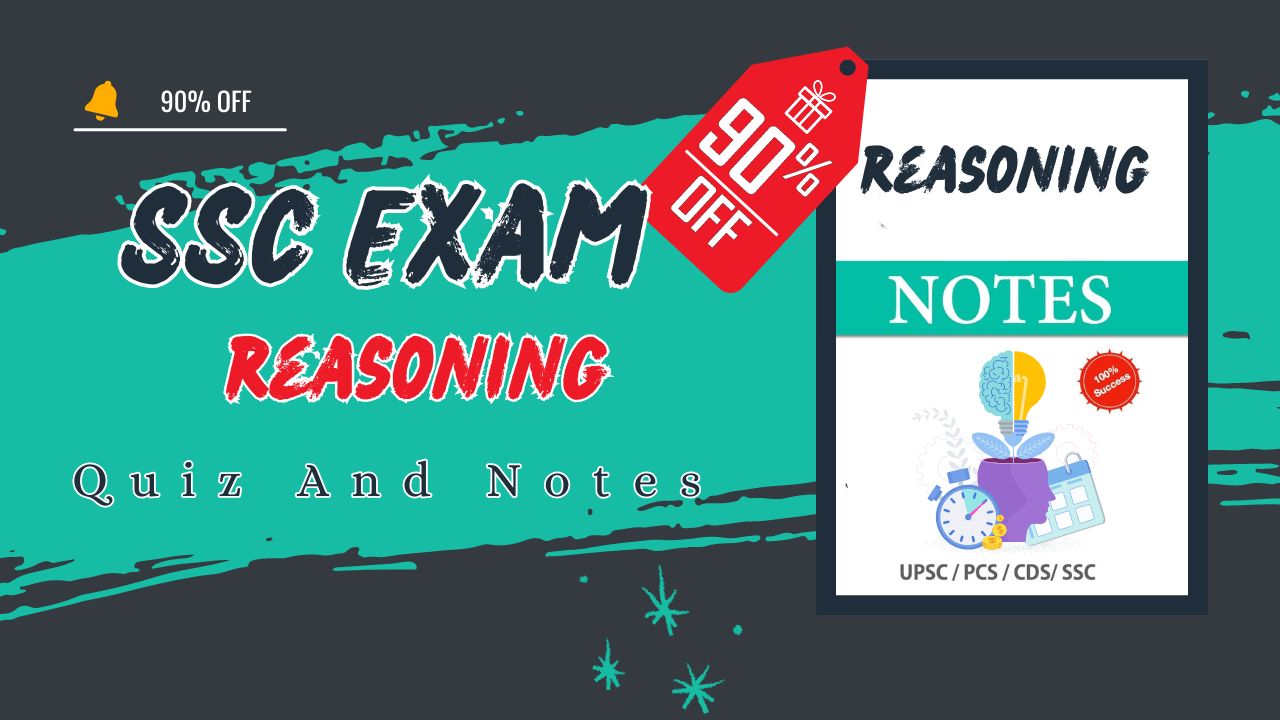 90% OFF
SSC EXAM
REASONING
Quiz And Notes
90%
OFF
REASONING
NOTES
100%
Success
UPSC / PCS / CDS/ SSC